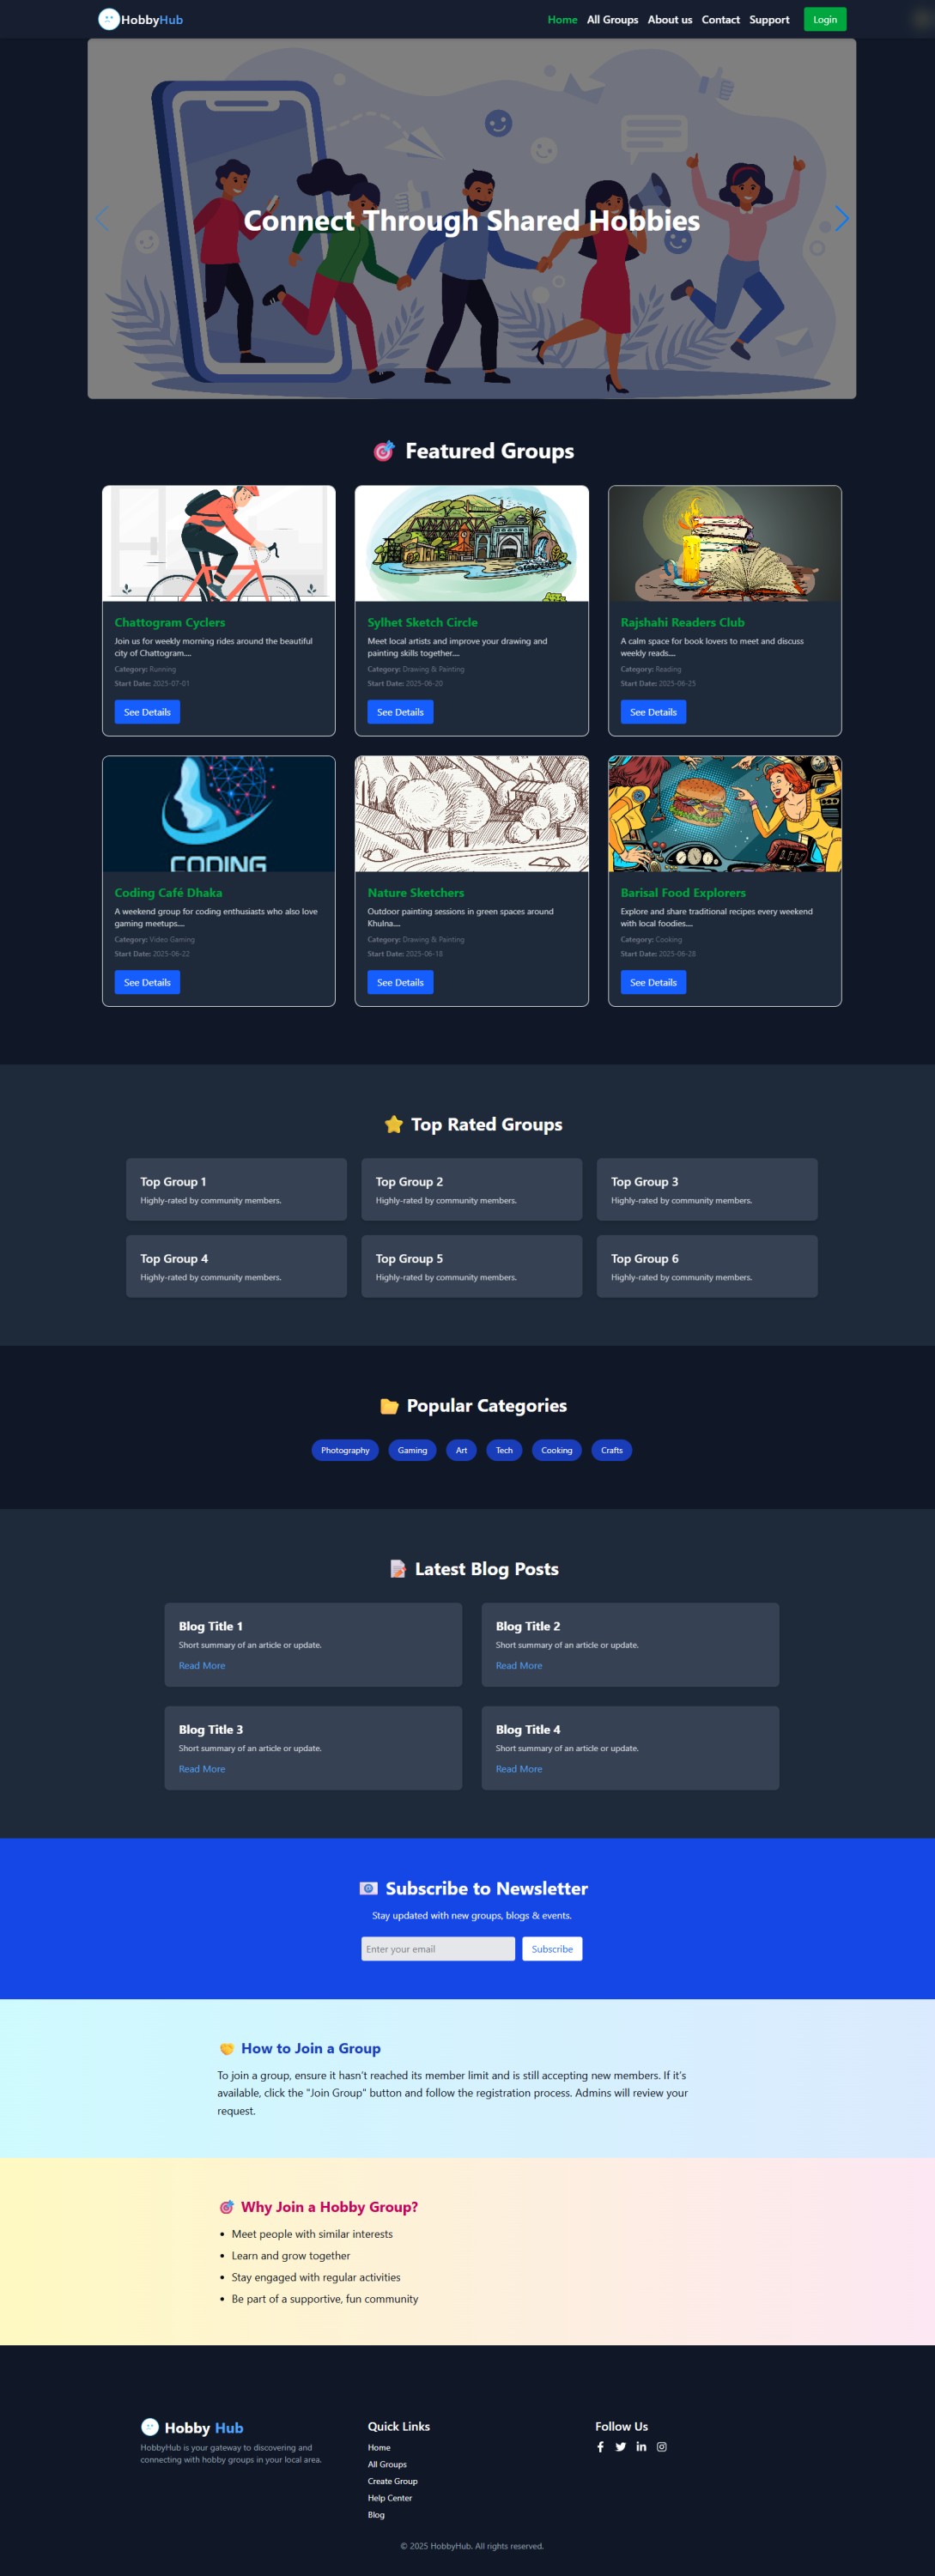 HobbyHub
Home All Groups About us Contact Support Login
Connect Through Shared Hobbies
Featured Groups
Chattogram Cyclers
Join us for weekly morning rides around the beautiful
city of Chattogram....
Category: Running
Start Date: 2025-07-01
See Details
Sylhet Sketch Circle
Meet local artists and improve your drawing and
painting skills together....
Category: Drawing & Painting
Start Date: 2025-06-20
See Details
Rajshahi Readers Club
A calm space for book lovers to meet and discuss
weekly reads....
Category: Reading
Start Date: 2025-06-25
See Details
CODING
Coding Café Dhaka
A weekend group for coding enthusiasts who also love
gaming meetups....
Category: Video Gaming
Start Date: 2025-06-22
See Details
Nature Sketchers
Outdoor painting sessions in green spaces around
Khulna....
Category: Drawing & Painting
Start Date: 2025-06-18
See Details
Barisal Food Explorers
Explore and share traditional recipes every weekend
with local foodies....
Category: Cooking
Start Date: 2025-06-28
See Details
Top Rated Groups
Top Group 1
Highly-rated by community members.
Top Group 2
Highly-rated by community members.
Top Group 3
Highly-rated by community members.
Top Group 4
Highly-rated by community members.
Top Group 5
Highly-rated by community members.
Top Group 6
Highly-rated by community members.
Popular Categories
Photography Gaming Art Tech Cooking Crafts
Latest Blog Posts
Blog Title 1
Short summary of an article or update.
Read More
Blog Title 2
Short summary of an article or update.
Read More
Blog Title 3
Short summary of an article or update.
Read More
Blog Title 4
Short summary of an article or update.
Read More
Subscribe to Newsletter
Stay updated with new groups, blogs & events.
Enter your email Subscribe
How to Join a Group
To join a group, ensure it hasn't reached its member limit and is still accepting new members. If it's
available, click the "Join Group" button and follow the registration process. Admins will review your
request.
Why Join a Hobby Group?
• Meet people with similar interests
• Learn and grow together
• Stay engaged with regular activities
• Be part of a supportive, fun community
Hobby Hub
HobbyHub is your gateway to discovering and
connecting with hobby groups in your local area.
Quick Links
Home
All Groups
Create Group
Help Center
Blog
Follow Us
© 2025 HobbyHub. All rights reserved.